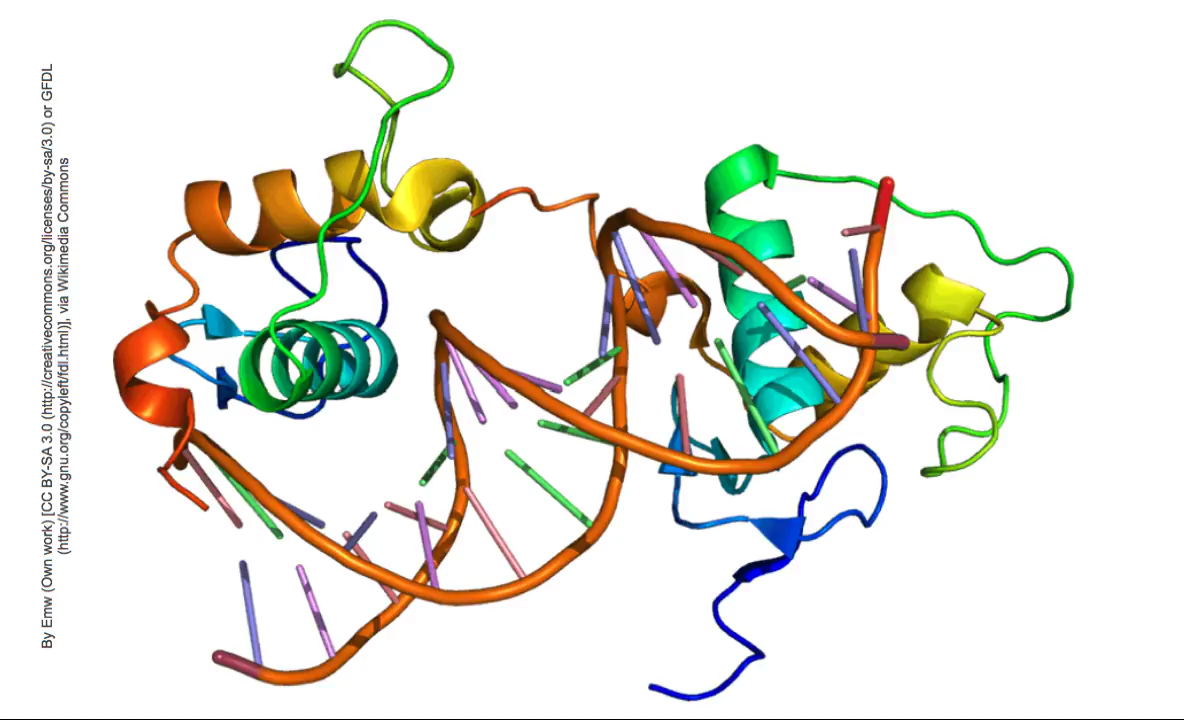 By Emw (Own work) [CC BY-SA 3.0 (http://creativecommons.org/licenses/by-sa/3.0) or GFDL
(http://www.gnu.org/copyleft/fdl.html)], via Wikimedia Commons